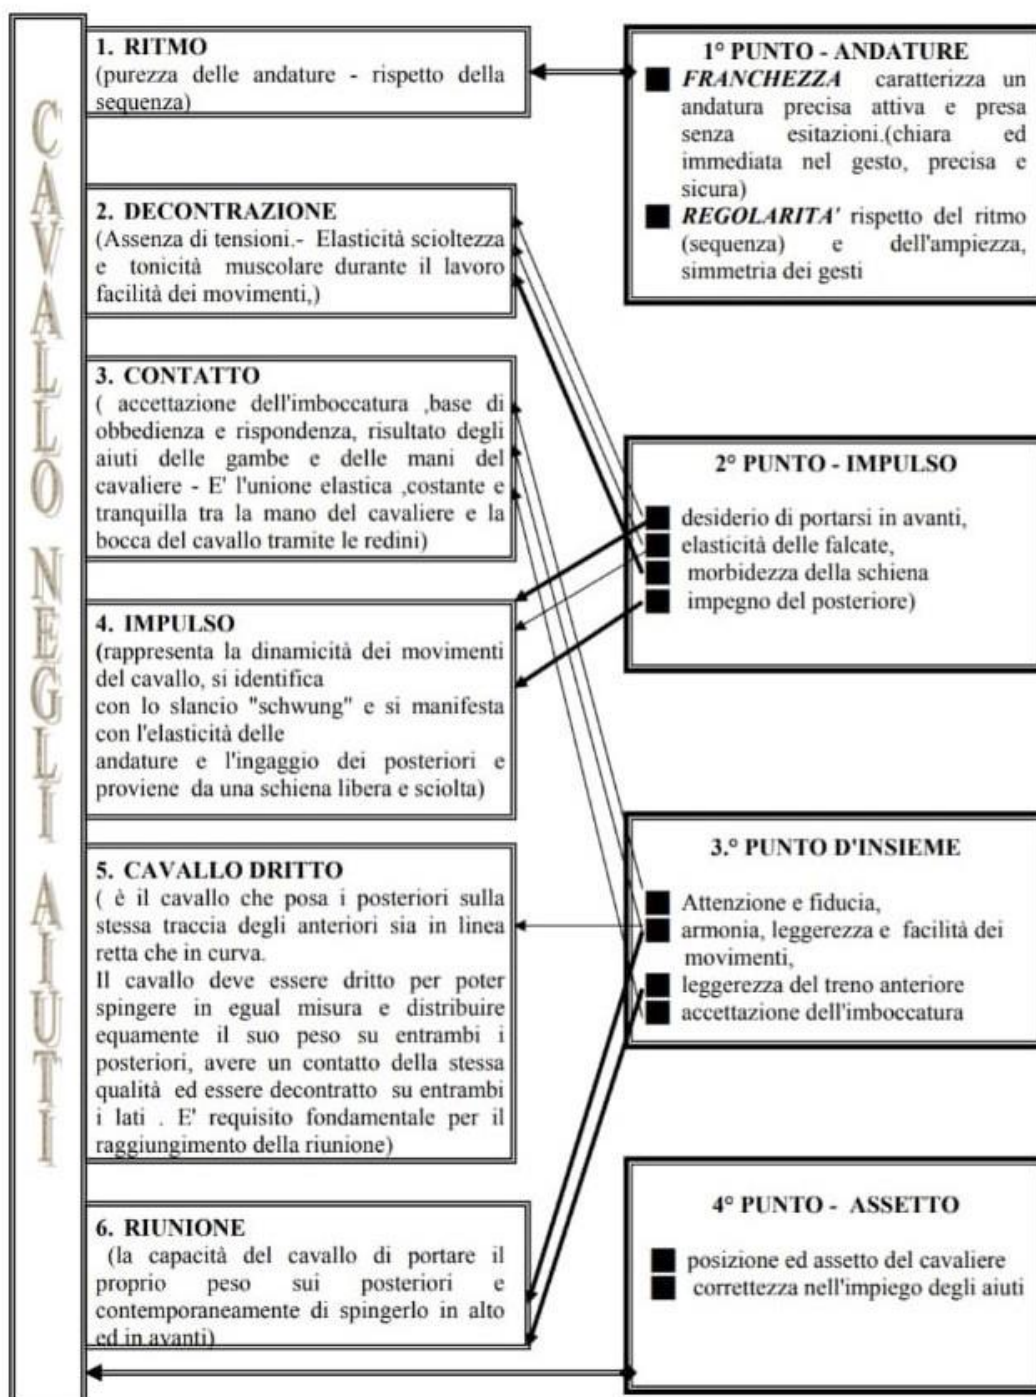 CAVALLO NEGLI AIUTI
1. RITMO
(purezza delle andature - rispetto della
sequenza)
2. DECONTRAZIONE
(Assenza di tensioni.- Elasticità scioltezza
e tonicità muscolare durante il lavoro
facilità dei movimenti,)
3. CONTATTO
( accettazione dell'imboccatura ,base di
obbedienza e rispondenza, risultato degli
aiuti delle gambe e delle mani del
cavaliere - E' l'unione elastica ,costante e
tranquilla tra la mano del cavaliere e la
bocca del cavallo tramite le redini)
4. IMPULSO
(rappresenta la dinamicità dei movimenti
del cavallo, si identifica
con lo slancio "schwung" e si manifesta
con l'elasticità delle
andature e l'ingaggio dei posteriori e
proviene da una schiena libera e sciolta)
5. CAVALLO DRITTO
( è il cavallo che posa i posteriori sulla
stessa traccia degli anteriori sia in linea
retta che in curva.
Il cavallo deve essere dritto per poter
spingere in egual misura e distribuire
equamente il suo peso su entrambi i
posteriori, avere un contatto della stessa
qualità ed essere decontratto su entrambi
i lati . E' requisito fondamentale per il
raggiungimento della riunione)
6. RIUNIONE
(la capacità del cavallo di portare il
proprio peso sui posteriori e
contemporaneamente di spingerlo in alto
ed in avanti)
1° PUNTO - ANDATURE
FRANCHEZZA caratterizza un
andatura precisa attiva e presa
senza esitazioni.(chiara ed
immediata nel gesto, precisa e
sicura)
REGOLARITA' rispetto del ritmo
(sequenza) e dell'ampiezza,
simmetria dei gesti
2° PUNTO - IMPULSO
desiderio di portarsi in avanti,
elasticità delle falcate,
morbidezza della schiena
impegno del posteriore)
3.° PUNTO D'INSIEME
Attenzione e fiducia,
armonia, leggerezza e facilità dei
movimenti,
leggerezza del treno anteriore
accettazione dell'imboccatura
4° PUNTO - ASSETTO
posizione ed assetto del cavaliere
correttezza nell'impiego degli aiuti